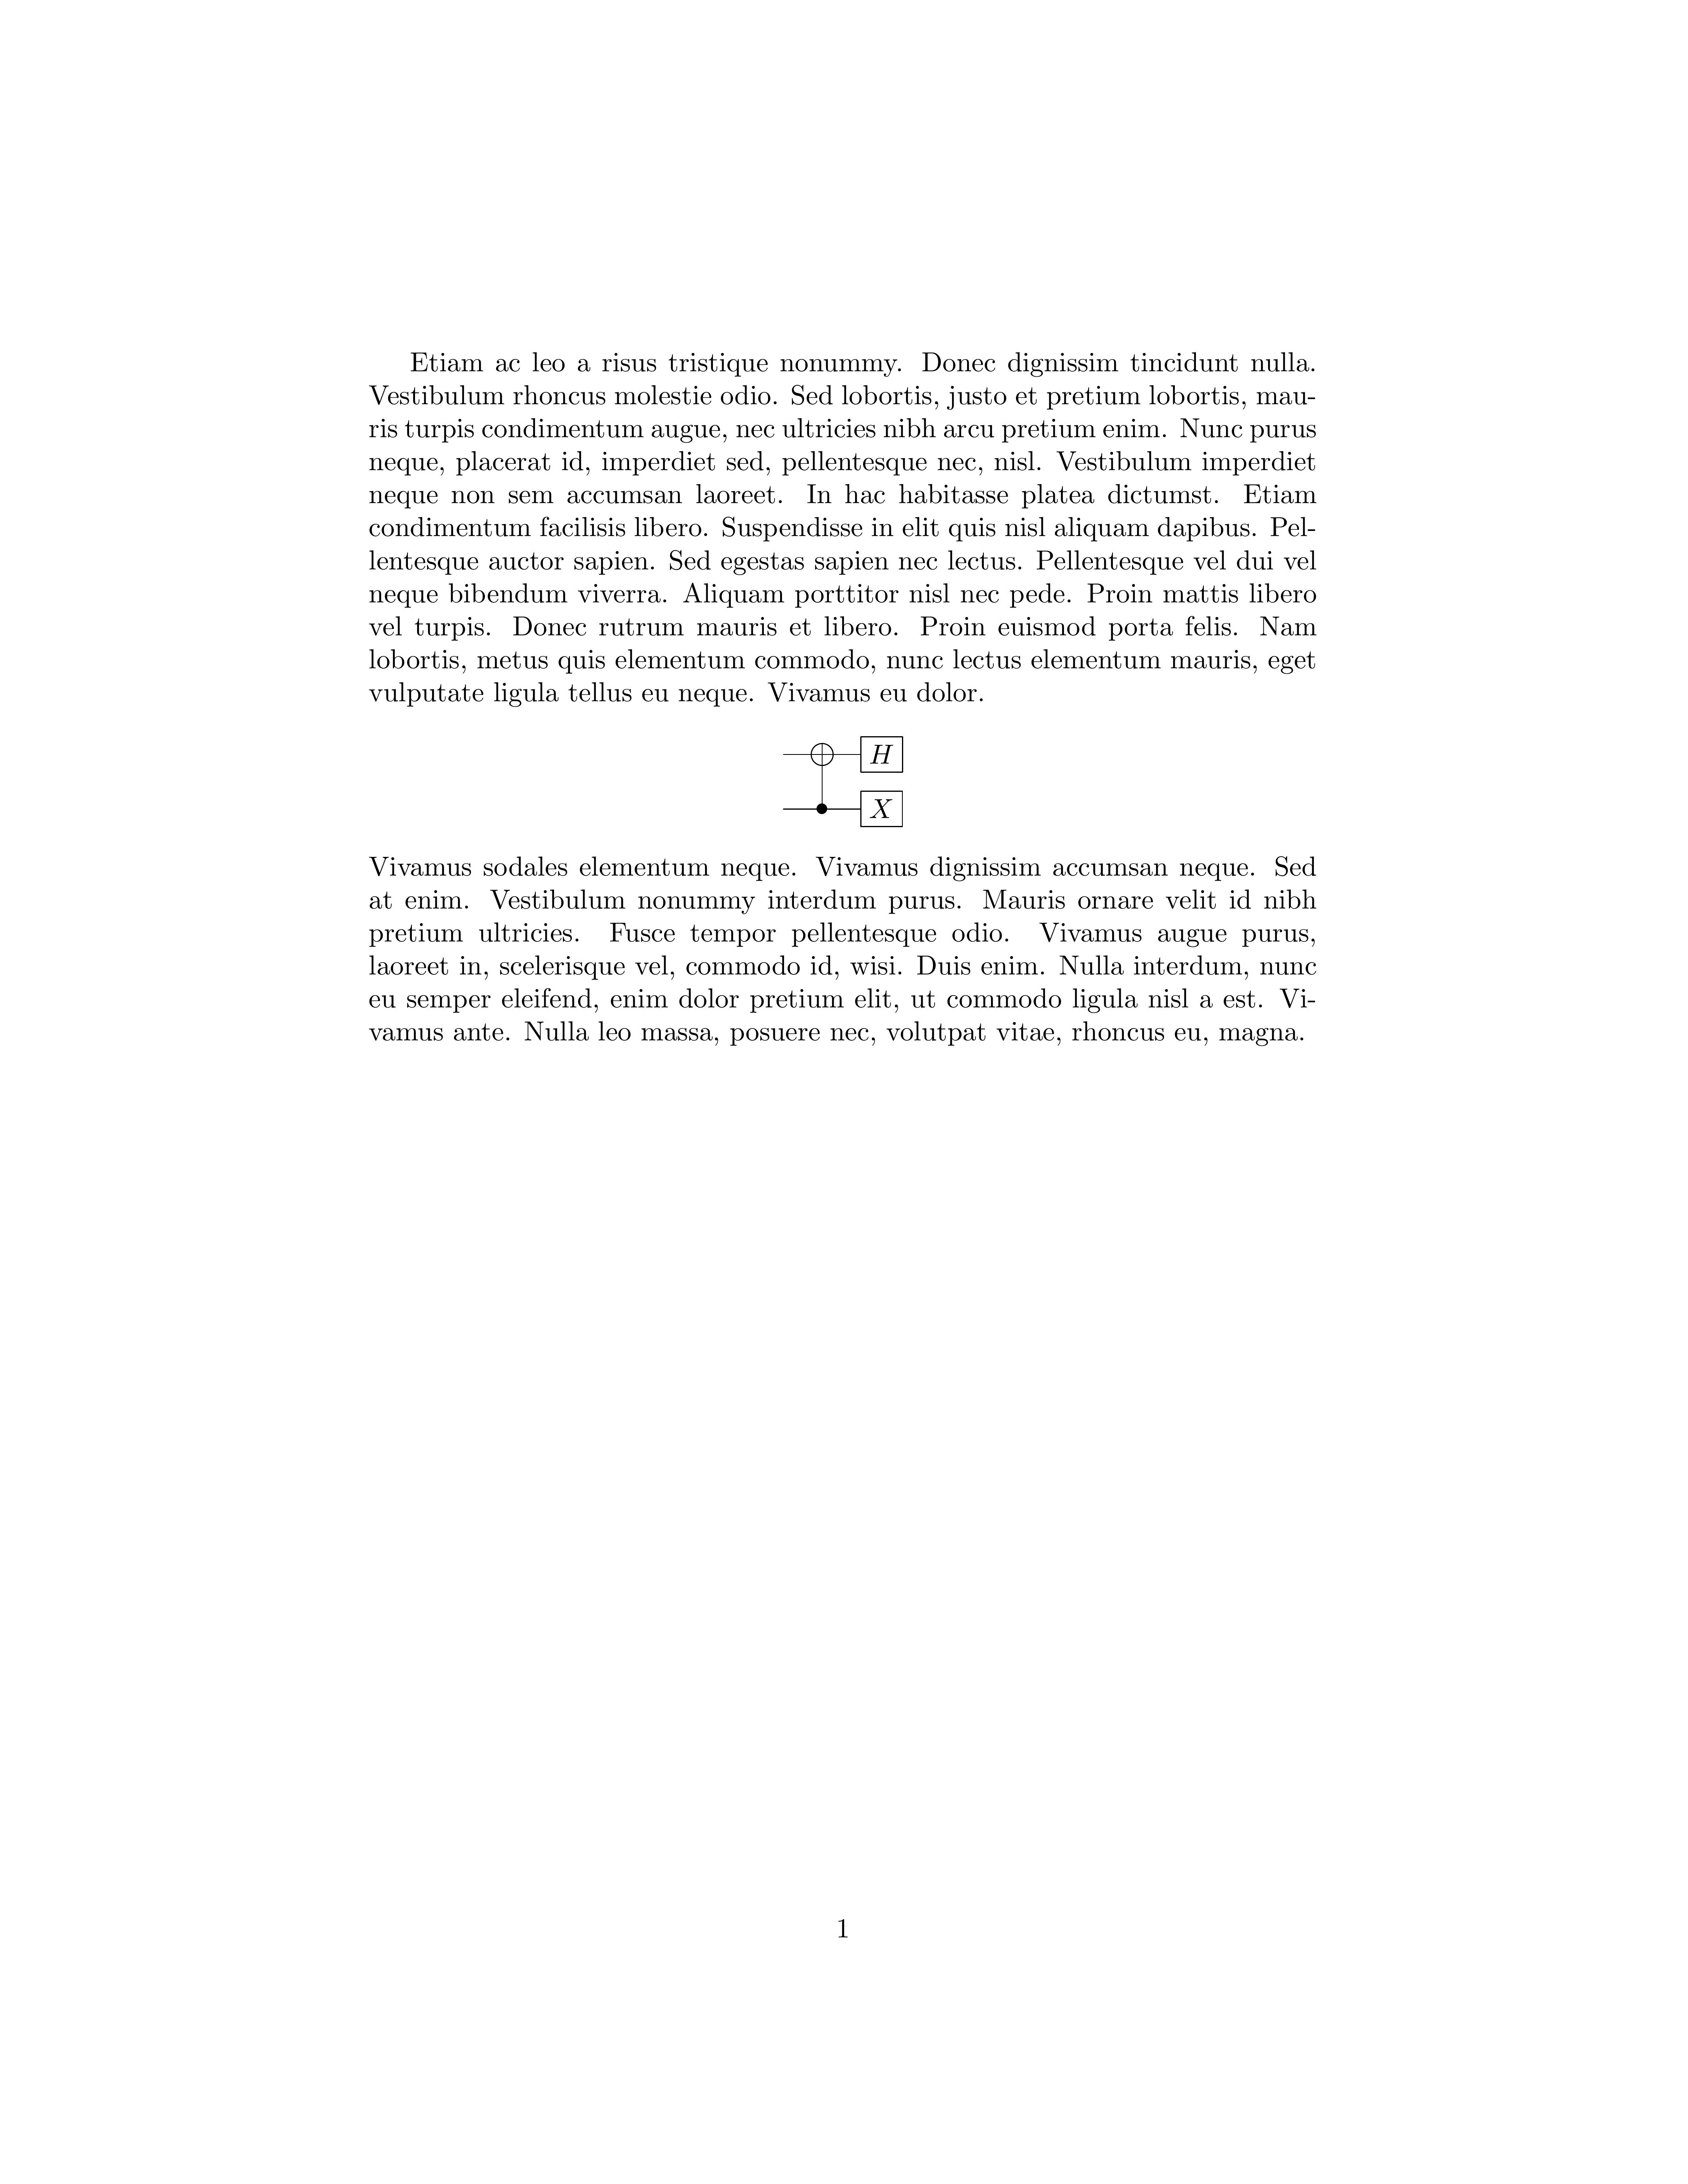 Etiam ac leo a risus tristique nonummy. Donec dignissim tincidunt nulla.
Vestibulum rhoncus molestie odio. Sed lobortis, justo et pretium lobortis, mau-
ris turpis condimentum augue, nec ultricies nibh arcu pretium enim. Nunc purus
neque, placerat id, imperdiet sed, pellentesque nec, nisl. Vestibulum imperdiet
neque non sem accumsan laoreet. In hac habitasse platea dictumst. Etiam
condimentum facilisis libero. Suspendisse in elit quis nisl aliquam dapibus. Pel-
lentesque auctor sapien. Sed egestas sapien nec lectus. Pellentesque vel dui vel
neque bibendum viverra. Aliquam porttitor nisl nec pede. Proin mattis libero
vel turpis. Donec rutrum mauris et libero. Proin euismod porta felis. Nam
lobortis, metus quis elementum commodo, nunc lectus elementum mauris, eget
vulputate ligula tellus eu neque. Vivamus eu dolor.
H
X
Vivamus sodales elementum neque. Vivamus dignissim accumsan neque. Sed
at enim. Vestibulum nonummy interdum purus. Mauris ornare velit id nibh
pretium ultricies. Fusce tempor pellentesque odio. Vivamus augue purus,
laoreet in, scelerisque vel, commodo id, wisi. Duis enim. Nulla interdum, nunc
eu semper eleifend, enim dolor pretium elit, ut commodo ligula nisl a est. Vi-
vamus ante. Nulla leo massa, posuere nec, volutpat vitae, rhoncus eu, magna.
1